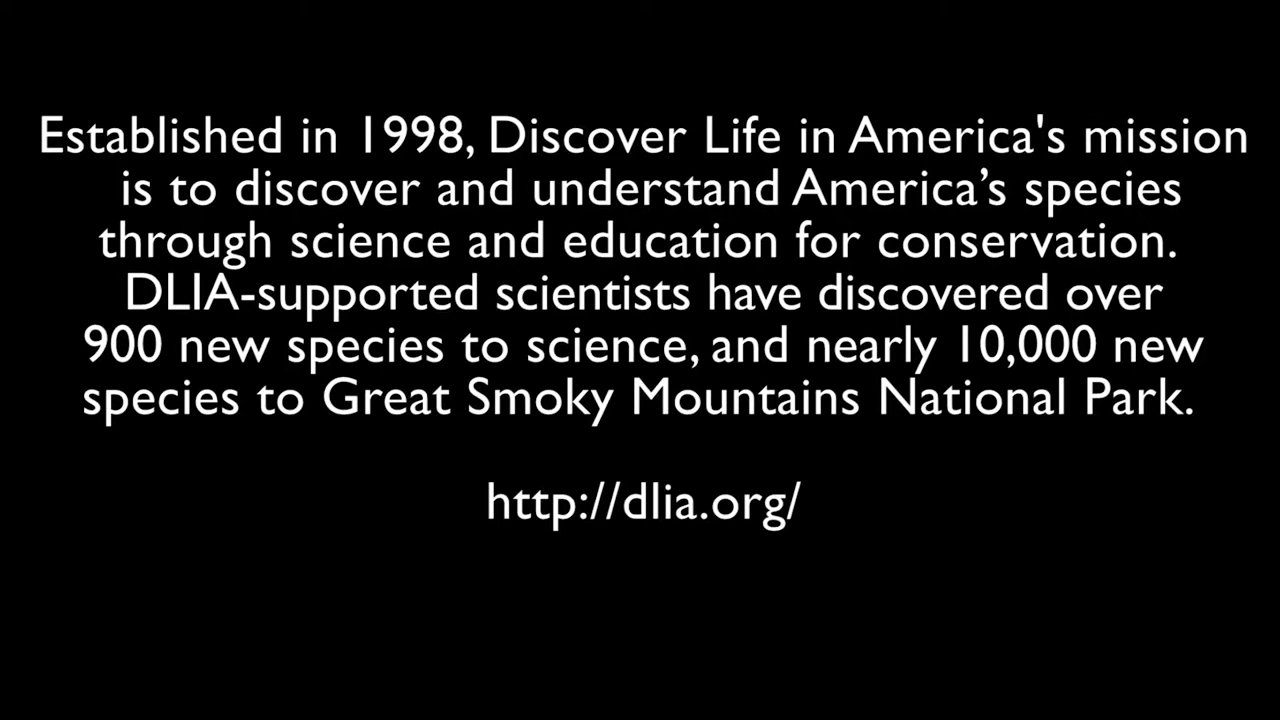 Established in 1998, Discover Life in America's mission
is to discover and understand America’s species
through science and education for conservation.
DLIA-supported scientists have discovered over
900 new species to science, and nearly 10,000 new
species to Great Smoky Mountains National Park.
http://dlia.org/